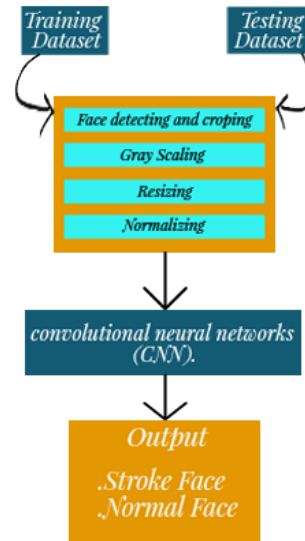 Training
Dataset
Testing
Dataset
Face detecting and croping
Gray Scaling
Resizing
Normalizing
convolutional neural networks
(CNN).
Output
.Stroke Face
.Normal Face